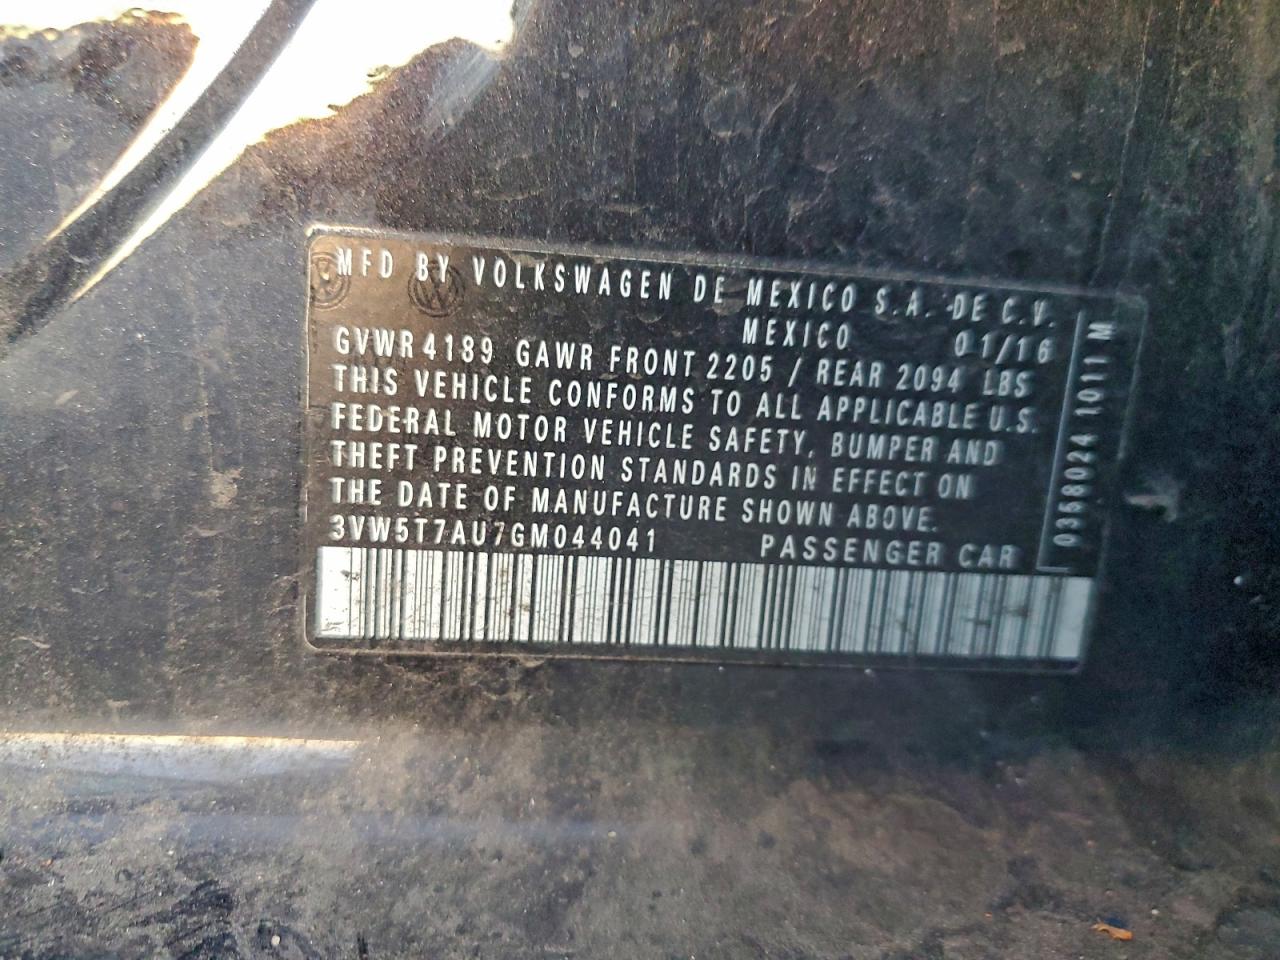 MFD BY VOLKSWAGEN DE MEXICO S.A. DE C.V.
MEXICO 01/16
GVWR 4189 GAWR FRONT 2205 / REAR 2094 LBS
THIS VEHICLE CONFORMS TO ALL APPLICABLE U.S.
FEDERAL MOTOR VEHICLE SAFETY, BUMPER AND
THEFT PREVENTION STANDARDS IN EFFECT ON
THE DATE OF MANUFACTURE SHOWN ABOVE.
3VW5T7AU7GM044041 PASSENGER CAR
0358024 1011 M